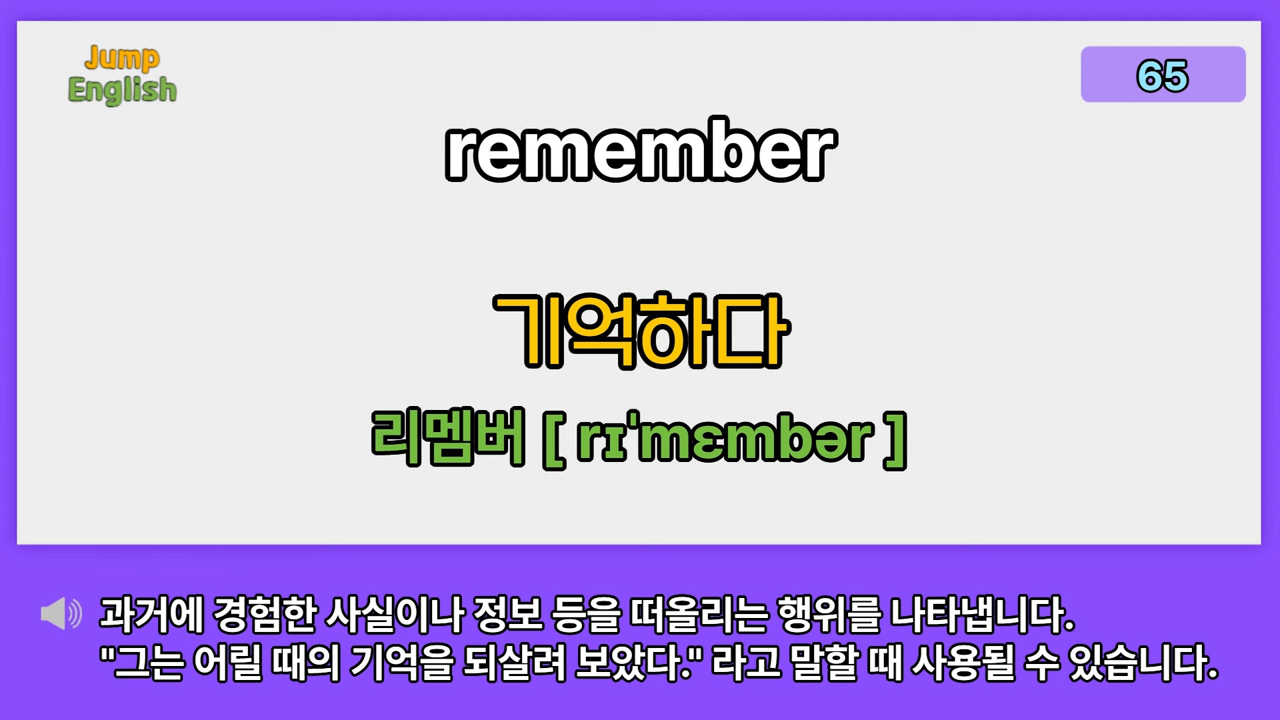 Jump
English
65
remember
기억하다
리멤버 [ rɪˈmɛmbər ]
과거에 경험한 사실이나 정보 등을 떠올리는 행위를 나타냅니다.
"그는 어릴 때의 기억을 되살려 보았다." 라고 말할 때 사용될 수 있습니다.